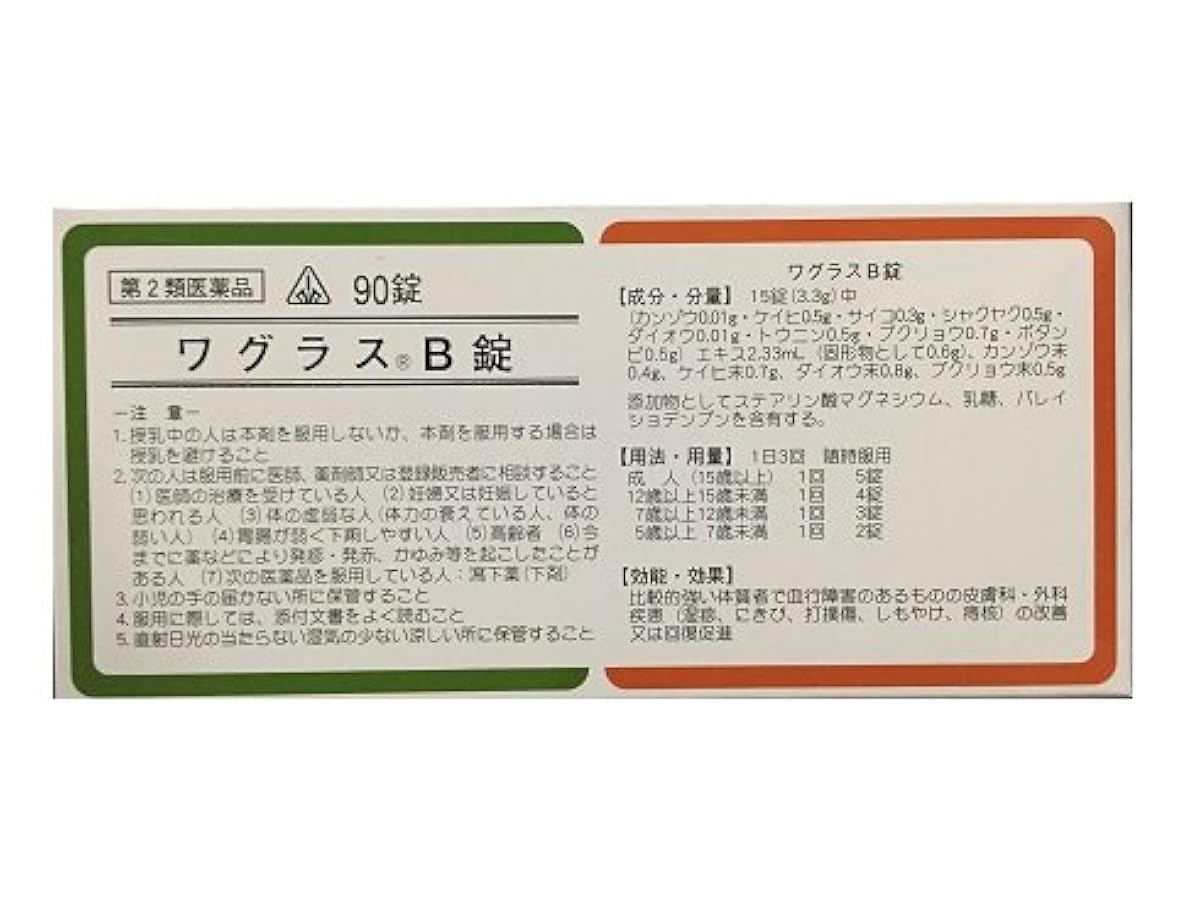 第2類医薬品 90錠
ワグラス®B錠
ー注 意ー
1. 授乳中の人は本剤を服用しないか、本剤を服用する場合は
授乳を避けること
2. 次の人は服用前に医師、薬剤師又は登録販売者に相談すること
(1) 医師の治療を受けている人 (2) 妊婦又は妊娠していると
思われる人 (3) 体の虚弱な人(体力の衰えている人、体の
弱い人) (4) 胃腸が弱く下痢しやすい人 (5) 高齢者 (6) 今
までに薬などにより発疹・発赤、かゆみ等を起こしたことが
ある人 (7) 次の医薬品を服用している人:瀉下薬(下剤)
3. 小児の手の届かない所に保管すること
4. 服用に際しては、添付文書をよく読むこと
5. 直射日光の当たらない湿気の少ない涼しい所に保管すること
ワグラスB錠
【成分・分量】 15錠(3.3g)中
(カンゾウ0.01g・ケイヒ0.5g・サイコ0.3g・シャクヤク0.5g・
ダイオウ0.01g・トウニン0.5g・ブクリョウ0.7g・ボタン
ピ0.5g) エキス2.33mL (固形物として0.6g)、カンゾウ末
0.4g、ケイヒ末0.7g、ダイオウ末0.8g、ブクリョウ末0.5g
添加物としてステアリン酸マグネシウム、乳糖、バレイ
ショデンプンを含有する。
【用法・用量】 1日3回 随時服用
成 人 (15歳以上) 1回 5錠
12歳以上15歳未満 1回 4錠
7歳以上12歳未満 1回 3錠
5歳以上 7歳未満 1回 2錠
【効能・効果】
比較的強い体質者で血行障害のあるものの皮膚科・外科
疾患 (湿疹、にきび、打撲傷、しもやけ、痔核) の改善
又は回復促進